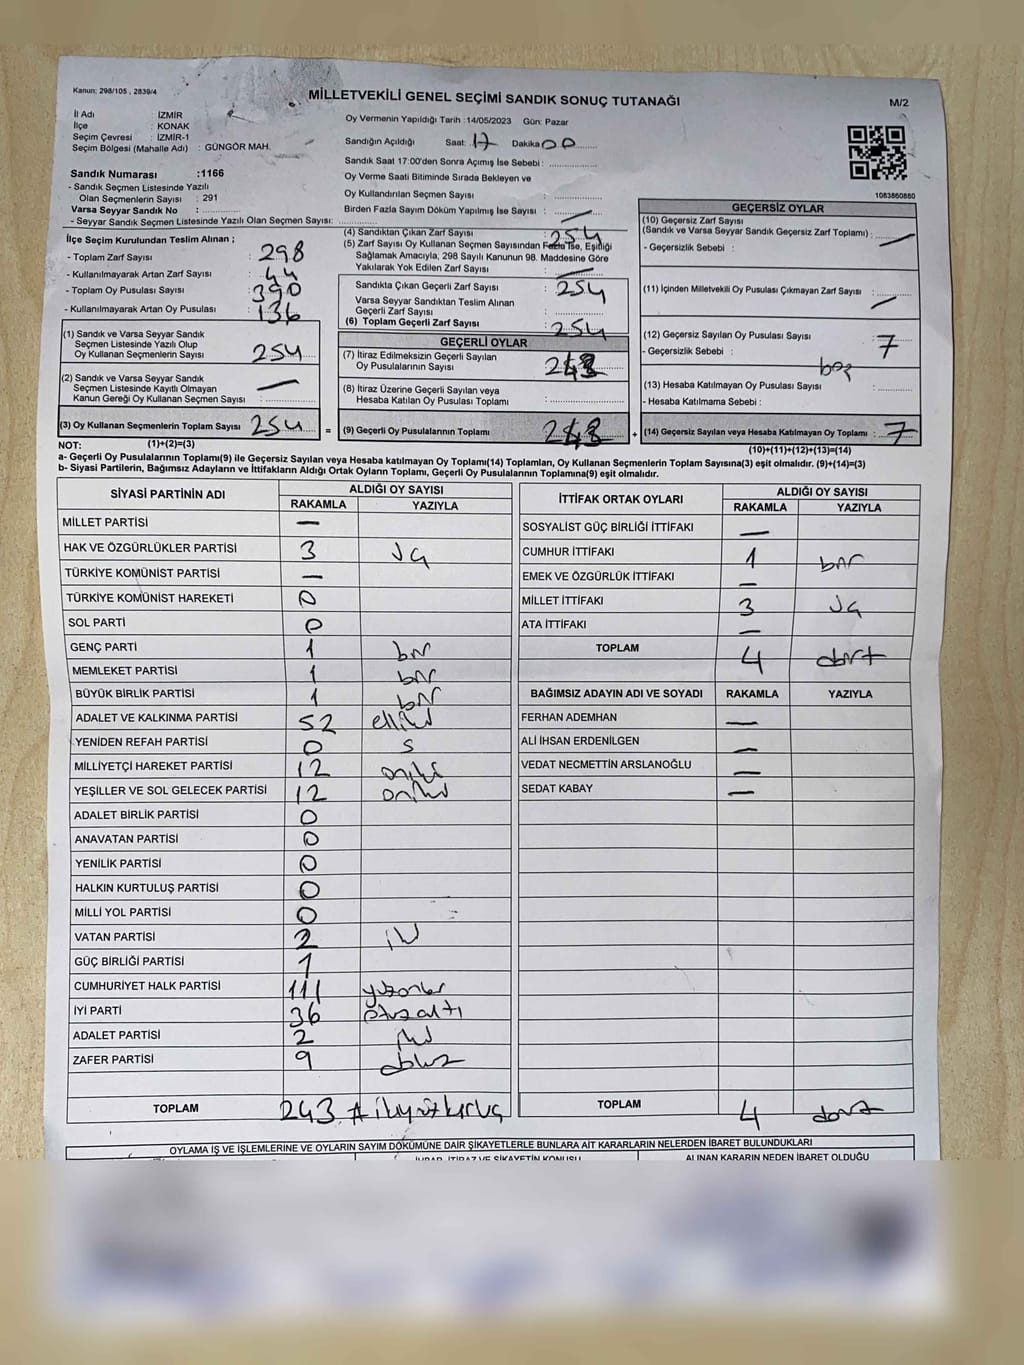 Kanun: 298/105 , 2839/4
MİLLETVEKİLİ GENEL SEÇİMİ SANDIK SONUÇ TUTANAĞI
M/2
İl Adı : İZMİR
İlçe : KONAK
Seçim Çevresi : İZMİR-1
Seçim Bölgesi (Mahalle Adı) : GÜNGÖR MAH.
Sandık Numarası :1166
- Sandık Seçmen Listesinde Yazılı
Olan Seçmenlerin Sayısı : 291
Varsa Seyyar Sandık No :
- Seyyar Sandık Seçmen Listesinde Yazılı Olan Seçmen Sayısı:
Oy Vermenin Yapıldığı Tarih :14/05/2023 Gün: Pazar
Sandığın Açıldığı Saat: 17 Dakika 00
Sandık Saat 17:00'den Sonra Açımış İse Sebebi :
Oy Verme Saati Bitiminde Sırada Bekleyen ve
Oy Kullandırılan Seçmen Sayısı :
Birden Fazla Sayım Döküm Yapılmış İse Sayısı : —
1083860880
İlçe Seçim Kurulundan Teslim Alınan ;
- Toplam Zarf Sayısı : 298
- Kullanılmayarak Artan Zarf Sayısı : 44
- Toplam Oy Pusulası Sayısı : 390
- Kullanılmayarak Artan Oy Pusulası : 136
(1) Sandık ve Varsa Seyyar Sandık
Seçmen Listesinde Yazılı Olup
Oy Kullanan Seçmenlerin Sayısı : 254
(2) Sandık ve Varsa Seyyar Sandık
Seçmen Listesinde Kayıtlı Olmayan
Kanun Gereği Oy Kullanan Seçmen Sayısı : —
(3) Oy Kullanan Seçmenlerin Toplam Sayısı : 254 =
(4) Sandıktan Çıkan Zarf Sayısı : 254
(5) Zarf Sayısı Oy Kullanan Seçmen Sayısından Fazla İse, Eşitliği
Sağlamak Amacıyla, 298 Sayılı Kanunun 98. Maddesine Göre
Yakılarak Yok Edilen Zarf Sayısı : —
Sandıkta Çıkan Geçerli Zarf Sayısı : 254
Varsa Seyyar Sandıktan Teslim Alınan
Geçerli Zarf Sayısı :
(6) Toplam Geçerli Zarf Sayısı : 254
GEÇERLİ OYLAR
(7) İtiraz Edilmeksizin Geçerli Sayılan
Oy Pusulalarının Sayısı :
(8) İtiraz Üzerine Geçerli Sayılan veya
Hesaba Katılan Oy Pusulası Toplamı :
(9) Geçerli Oy Pusulalarının Toplamı : +
GEÇERSİZ OYLAR
(10) Geçersiz Zarf Sayısı
(Sandık ve Varsa Seyyar Sandık Geçersiz Zarf Toplamı) : —
- Geçersizlik Sebebi :
(11) İçinden Milletvekili Oy Pusulası Çıkmayan Zarf Sayısı : —
(12) Geçersiz Sayılan Oy Pusulası Sayısı : 7
- Geçersizlik Sebebi : boş
(13) Hesaba Katılmayan Oy Pusulası Sayısı :
- Hesaba Katılmama Sebebi :
(14) Geçersiz Sayılan veya Hesaba Katılmayan Oy Toplamı : 7
NOT: (1)+(2)=(3) (10)+(11)+(12)+(13)=(14)
a- Geçerli Oy Pusulalarının Toplamı(9) ile Geçersiz Sayılan veya Hesaba katılmayan Oy Toplamı(14) Toplamları, Oy Kullanan Seçmenlerin Toplam Sayısına(3) eşit olmalıdır. (9)+(14)=(3)
b- Siyasi Partilerin, Bağımsız Adayların ve İttifakların Aldığı Ortak Oyların Toplamı, Geçerli Oy Pusulalarının Toplamına(9) eşit olmalıdır.
SİYASİ PARTİNİN ADI ALDIĞI OY SAYISI
RAKAMLA YAZIYLA
MİLLET PARTİSİ —
HAK VE ÖZGÜRLÜKLER PARTİSİ 3 üç
TÜRKİYE KOMÜNİST PARTİSİ —
TÜRKİYE KOMÜNİST HAREKETİ 0
SOL PARTİ 0
GENÇ PARTİ 1 bir
MEMLEKET PARTİSİ 1 bir
BÜYÜK BİRLİK PARTİSİ 1 bir
ADALET VE KALKINMA PARTİSİ 52 elliiki
YENİDEN REFAH PARTİSİ 0 s
MİLLİYETÇİ HAREKET PARTİSİ 12 oniki
YEŞİLLER VE SOL GELECEK PARTİSİ 12 oniki
ADALET BİRLİK PARTİSİ 0
ANAVATAN PARTİSİ 0
YENİLİK PARTİSİ 0
HALKIN KURTULUŞ PARTİSİ 0
MİLLİ YOL PARTİSİ 0
VATAN PARTİSİ 2 iki
GÜÇ BİRLİĞİ PARTİSİ 1
CUMHURİYET HALK PARTİSİ 111 yüzonbir
İYİ PARTİ 36 otuzaltı
ADALET PARTİSİ 2 iki
ZAFER PARTİSİ 9 dokuz
TOPLAM 243 # ikiyüzkırküç
İTTİFAK ORTAK OYLARI ALDIĞI OY SAYISI
RAKAMLA YAZIYLA
SOSYALİST GÜÇ BİRLİĞİ İTTİFAKI —
CUMHUR İTTİFAKI 1 bir
EMEK VE ÖZGÜRLÜK İTTİFAKI —
MİLLET İTTİFAKI 3 üç
ATA İTTİFAKI —
TOPLAM 4 dört
BAĞIMSIZ ADAYIN ADI VE SOYADI RAKAMLA YAZIYLA
FERHAN ADEMHAN —
ALİ İHSAN ERDENİLGEN —
VEDAT NECMETTİN ARSLANOĞLU —
SEDAT KABAY —
TOPLAM 4 dört
OYLAMA İŞ VE İŞLEMLERİNE VE OYLARIN SAYIM DÖKÜMÜNE DAİR ŞİKAYETLERLE BUNLARA AİT KARARLARIN NELERDEN İBARET BULUNDUKLARI
İTİRAZ VE ŞİKAYETİN KONUSU ALINAN KARARIN NEDEN İBARET OLDUĞU